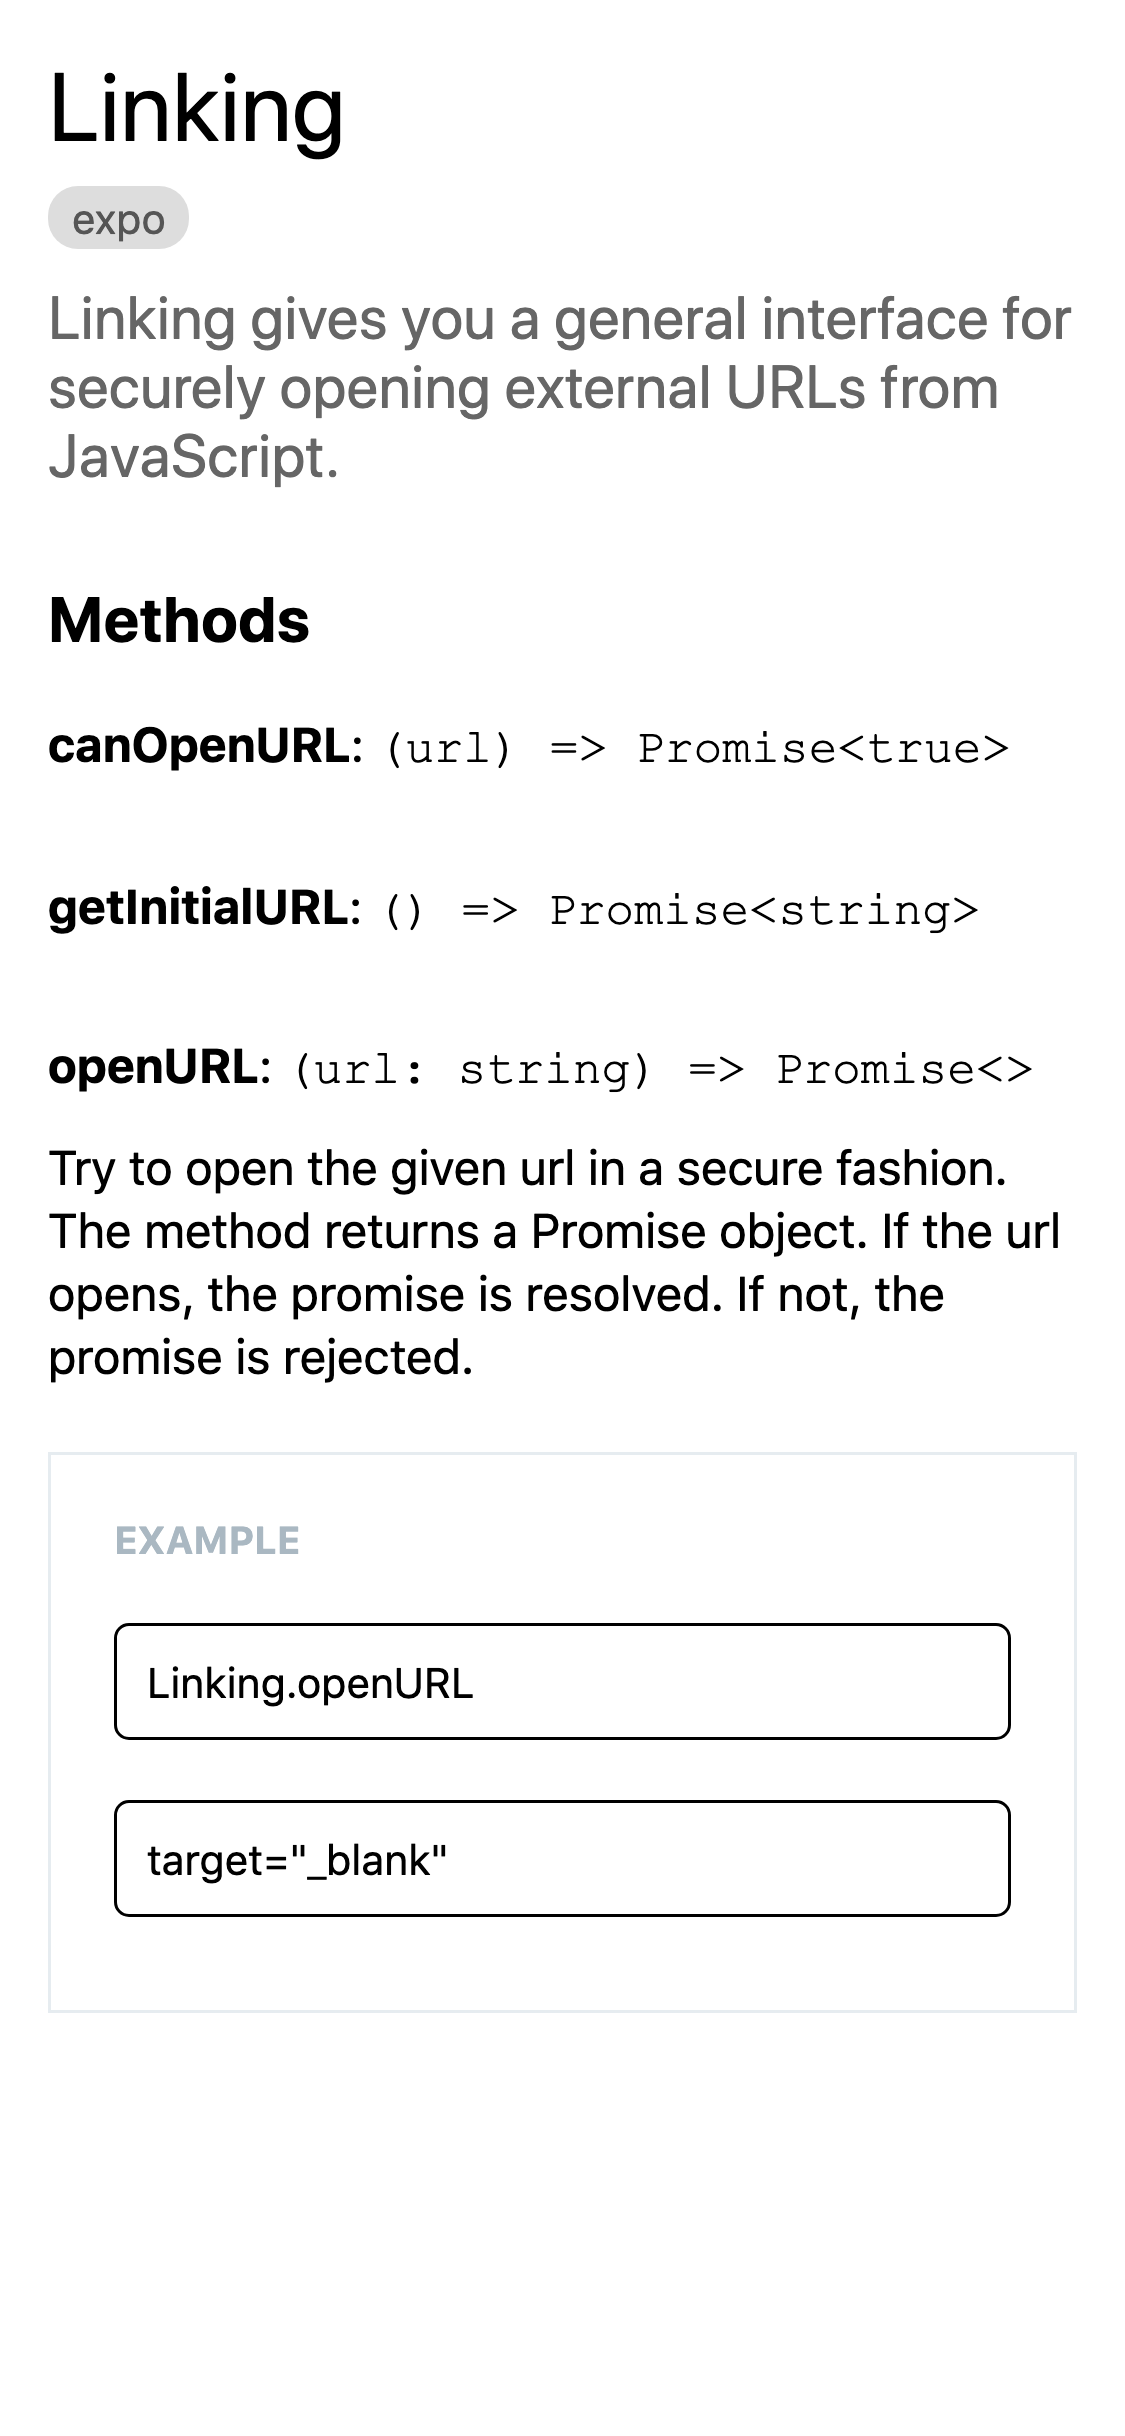 Linking
expo
Linking gives you a general interface for
securely opening external URLs from
JavaScript.
Methods
canOpenURL: (url) => Promise<true>
getInitialURL: () => Promise<string>
openURL: (url: string) => Promise<>
Try to open the given url in a secure fashion.
The method returns a Promise object. If the url
opens, the promise is resolved. If not, the
promise is rejected.
EXAMPLE
Linking.openURL
target="_blank"